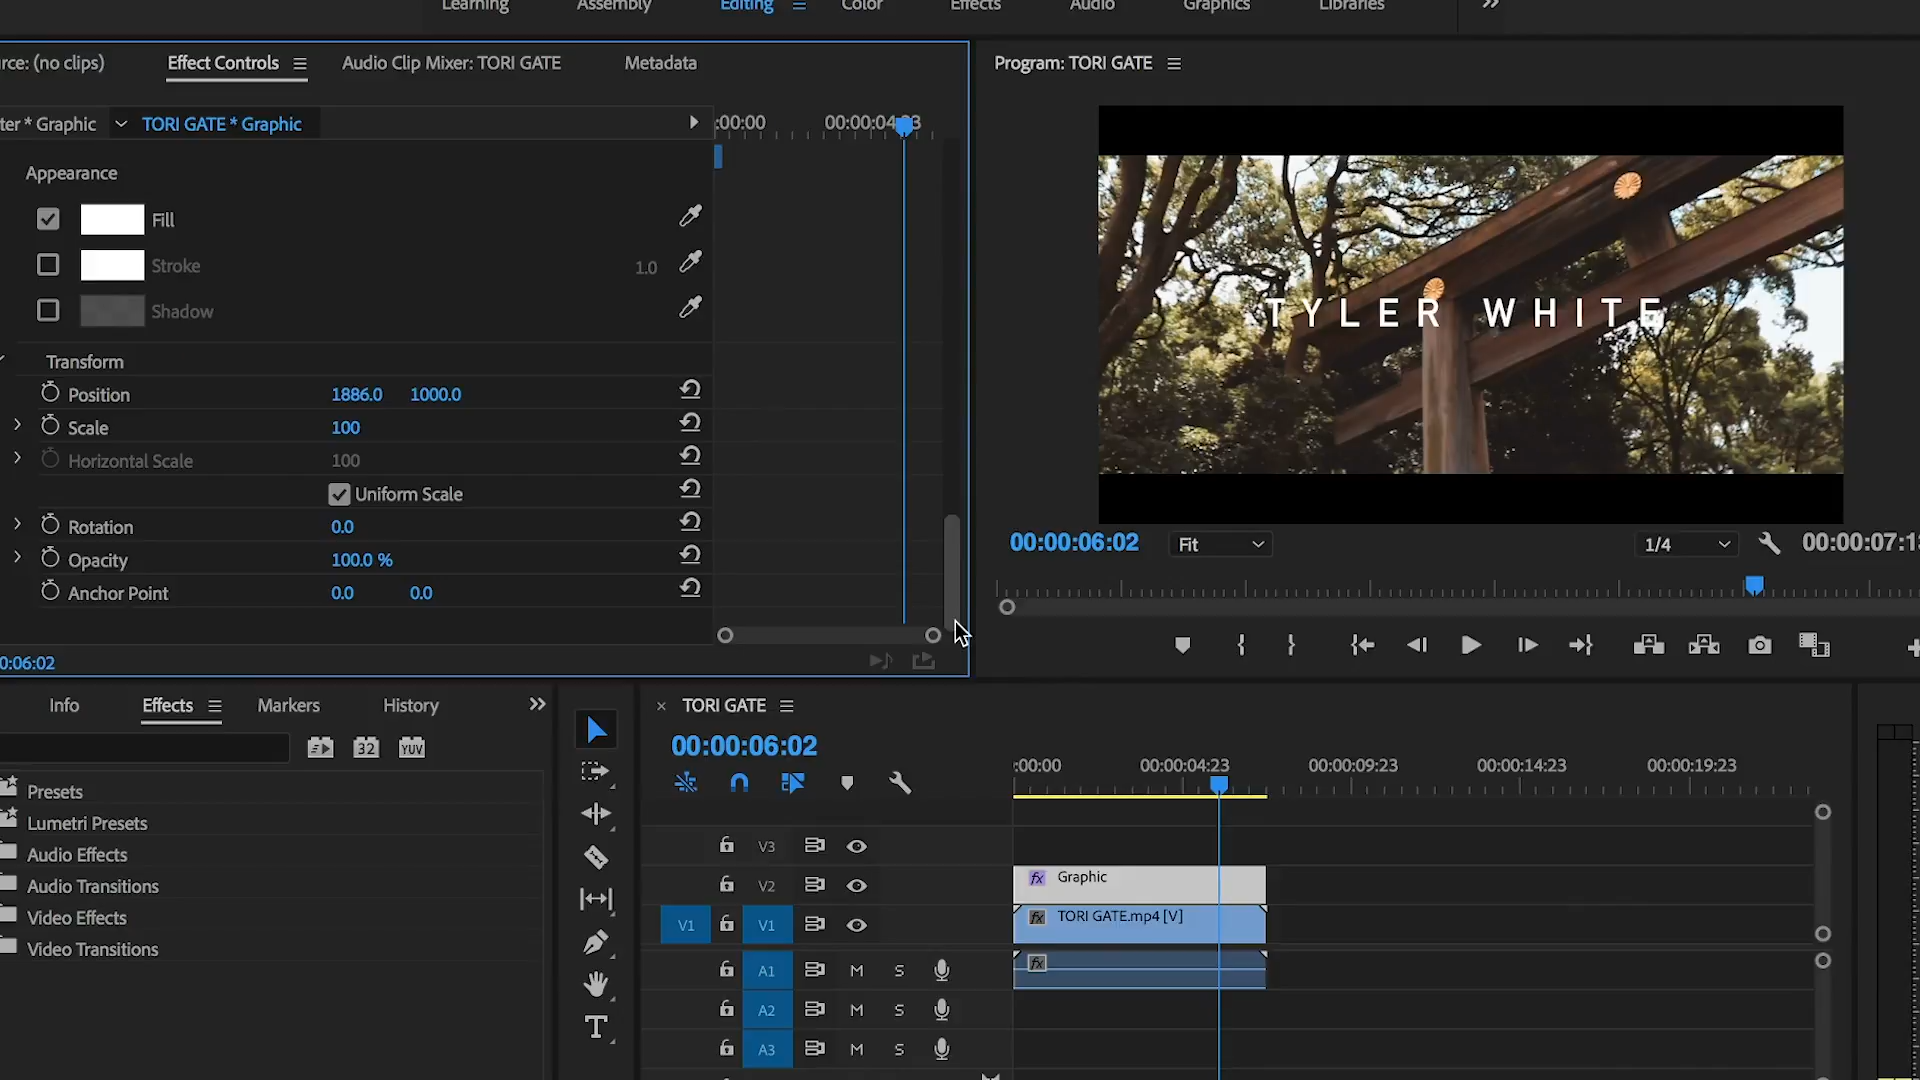 Learning Assembly Editing Color Effects Audio Graphics Libraries
rce: (no clips) Effect Controls Audio Clip Mixer: TORI GATE Metadata
Program: TORI GATE
ter * Graphic TORI GATE * Graphic
:00:00 00:00:04:23
Appearance
Fill
Stroke 1.0
Shadow
Transform
Position 1886.0 1000.0
Scale 100
Horizontal Scale 100
Uniform Scale
Rotation 0.0
Opacity 100.0 %
Anchor Point 0.0 0.0
0:06:02
TYLER WHITE
00:00:06:02 Fit 1/4 00:00:07:13
Info Effects Markers History
32 YUV
Presets
Lumetri Presets
Audio Effects
Audio Transitions
Video Effects
Video Transitions
TORI GATE
00:00:06:02
:00:00 00:00:04:23 00:00:09:23 00:00:14:23 00:00:19:23
V3
V2 fx Graphic
V1 V1 fx TORI GATE.mp4 [V]
A1 M S fx
A2 M S
A3 M S